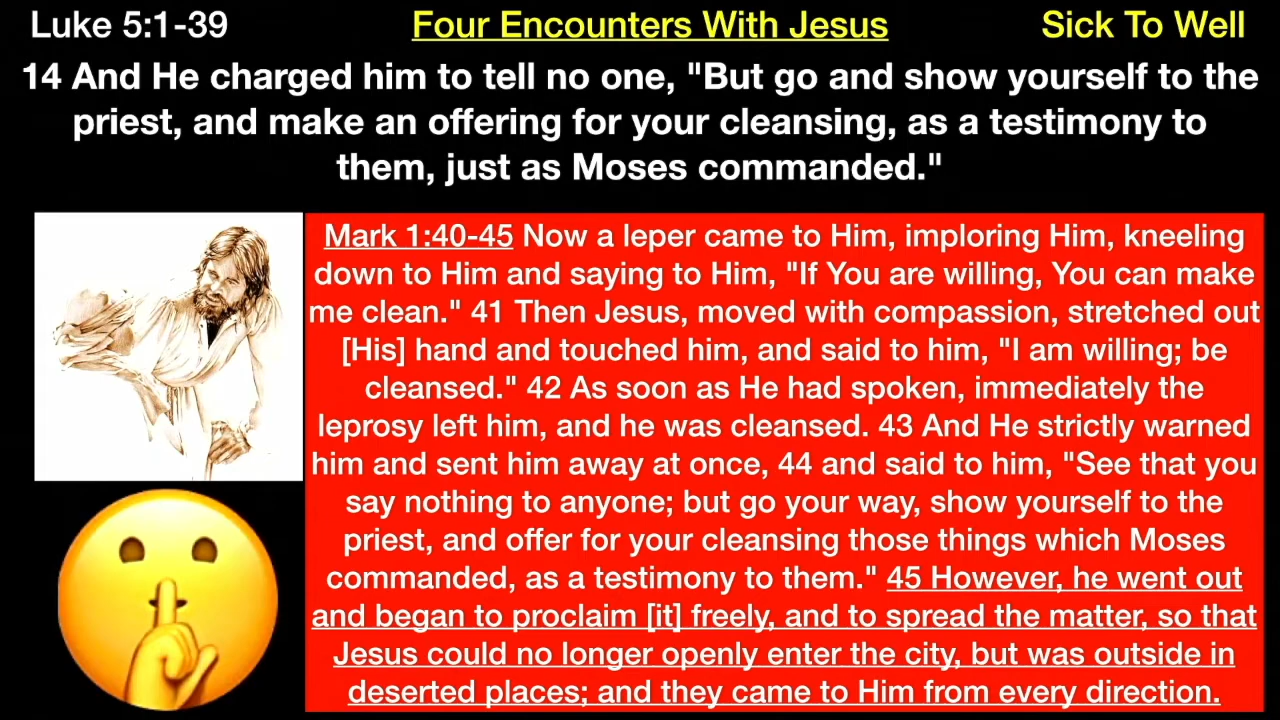 Luke 5:1-39
Four Encounters With Jesus
Sick To Well
14 And He charged him to tell no one, "But go and show yourself to the
priest, and make an offering for your cleansing, as a testimony to
them, just as Moses commanded."
Mark 1:40-45 Now a leper came to Him, imploring Him, kneeling
down to Him and saying to Him, "If You are willing, You can make
me clean." 41 Then Jesus, moved with compassion, stretched out
[His] hand and touched him, and said to him, "I am willing; be
cleansed." 42 As soon as He had spoken, immediately the
leprosy left him, and he was cleansed. 43 And He strictly warned
him and sent him away at once, 44 and said to him, "See that you
say nothing to anyone; but go your way, show yourself to the
priest, and offer for your cleansing those things which Moses
commanded, as a testimony to them." 45 However, he went out
and began to proclaim [it] freely, and to spread the matter, so that
Jesus could no longer openly enter the city, but was outside in
deserted places; and they came to Him from every direction.